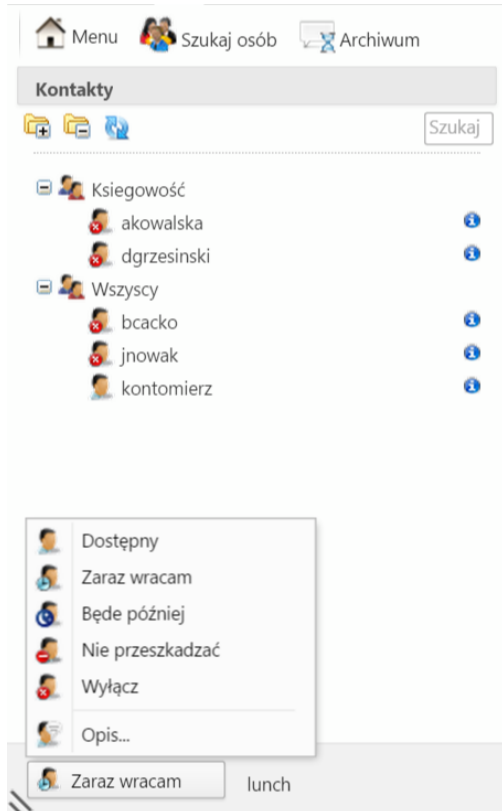 Menu Szukaj osób Archiwum
Kontakty
Szukaj
Ksiegowość
akowalska
dgrzesinski
Wszyscy
bcacko
jnowak
kontomierz
Dostępny
Zaraz wracam
Będe później
Nie przeszkadzać
Wyłącz
Opis...
Zaraz wracam lunch